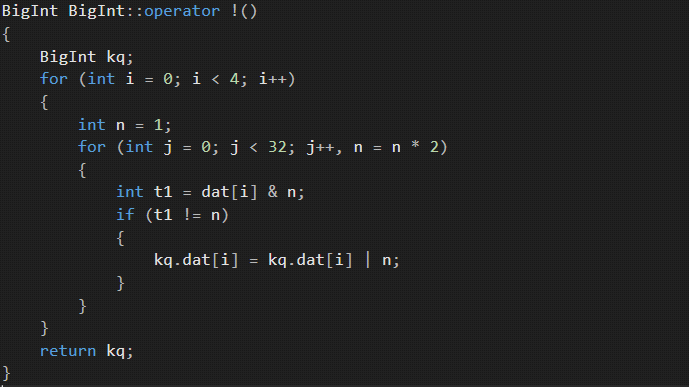 BigInt BigInt::operator !()
{
    BigInt kq;
    for (int i = 0; i < 4; i++)
    {
        int n = 1;
        for (int j = 0; j < 32; j++, n = n * 2)
        {
            int t1 = dat[i] & n;
            if (t1 != n)
            {
                kq.dat[i] = kq.dat[i] | n;
            }
        }
    }
    return kq;
}